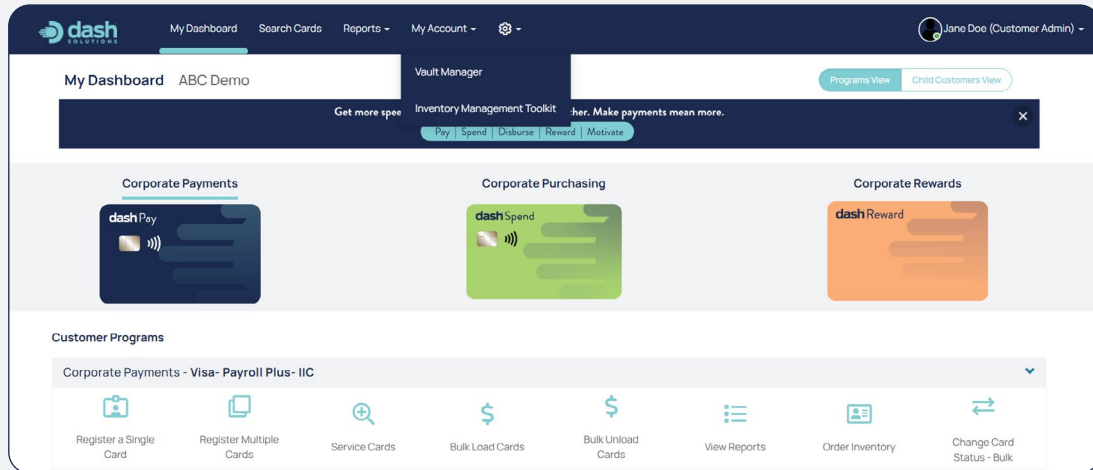 dash
SOLUTIONS
My Dashboard Search Cards Reports My Account Jane Doe (Customer Admin)
Vault Manager
Inventory Management Toolkit
My Dashboard ABC Demo Programs View Child Customers View
Get more spee ther. Make payments mean more.
Pay | Spend | Disburse | Reward | Motivate
Corporate Payments Corporate Purchasing Corporate Rewards
dash Pay dash Spend dash Reward
Customer Programs
Corporate Payments - Visa- Payroll Plus- IIC
Register a Single Card
Register Multiple Cards
Service Cards
Bulk Load Cards
Bulk Unload Cards
View Reports
Order Inventory
Change Card Status - Bulk